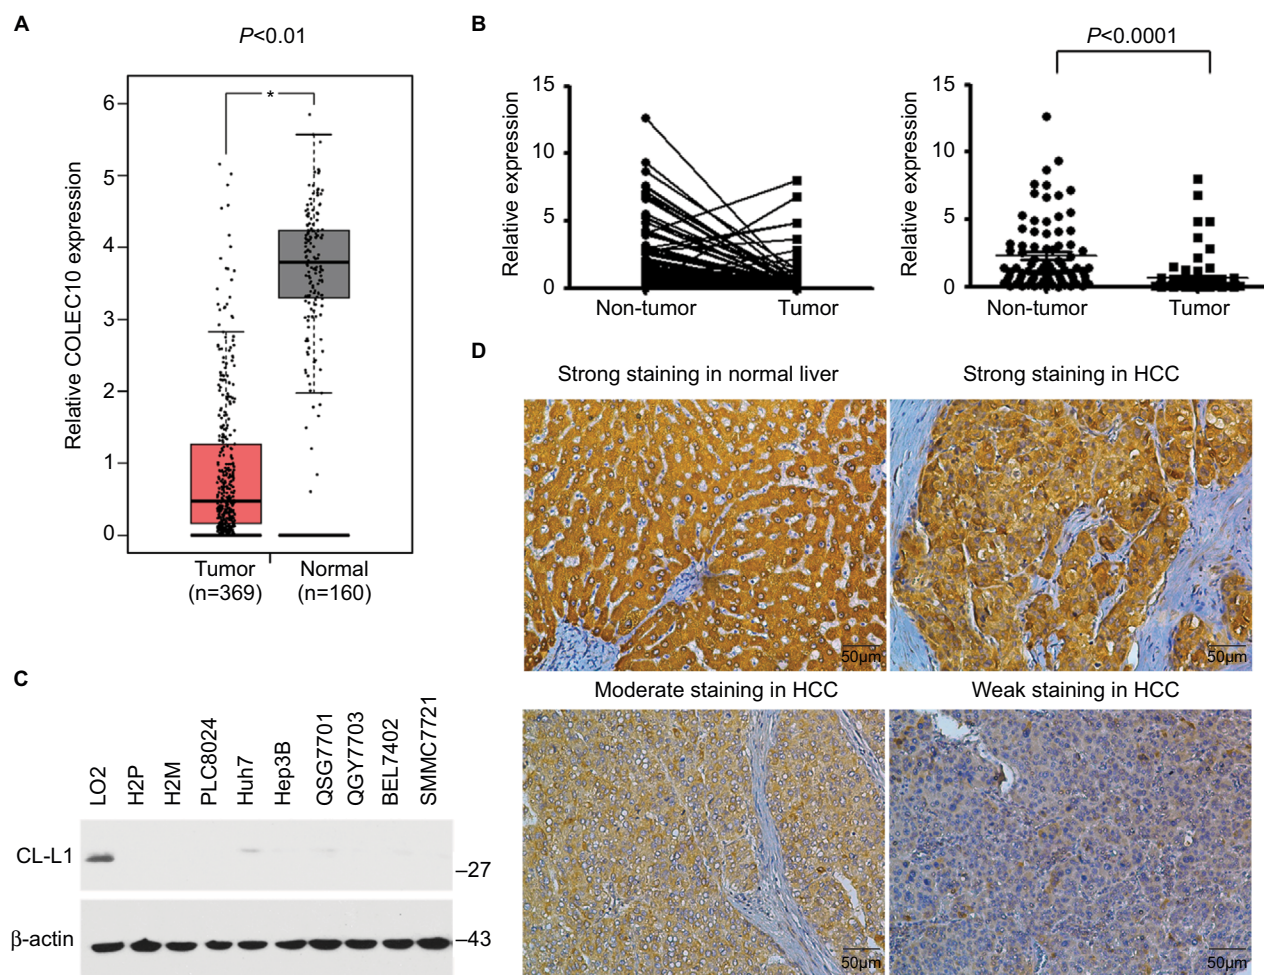 A
P<0.01
Relative COLEC10 expression
6
5
4
3
2
1
0
*
Tumor
(n=369)
Normal
(n=160)
B
Relative expression
15
10
5
0
Non-tumor
Tumor
P<0.0001
Relative expression
15
10
5
0
Non-tumor
Tumor
C
LO2
H2P
H2M
PLC8024
Huh7
Hep3B
QSG7701
QGY7703
BEL7402
SMMC7721
CL-L1
–27
β-actin
–43
D
Strong staining in normal liver
50µm
Strong staining in HCC
50µm
Moderate staining in HCC
50µm
Weak staining in HCC
50µm